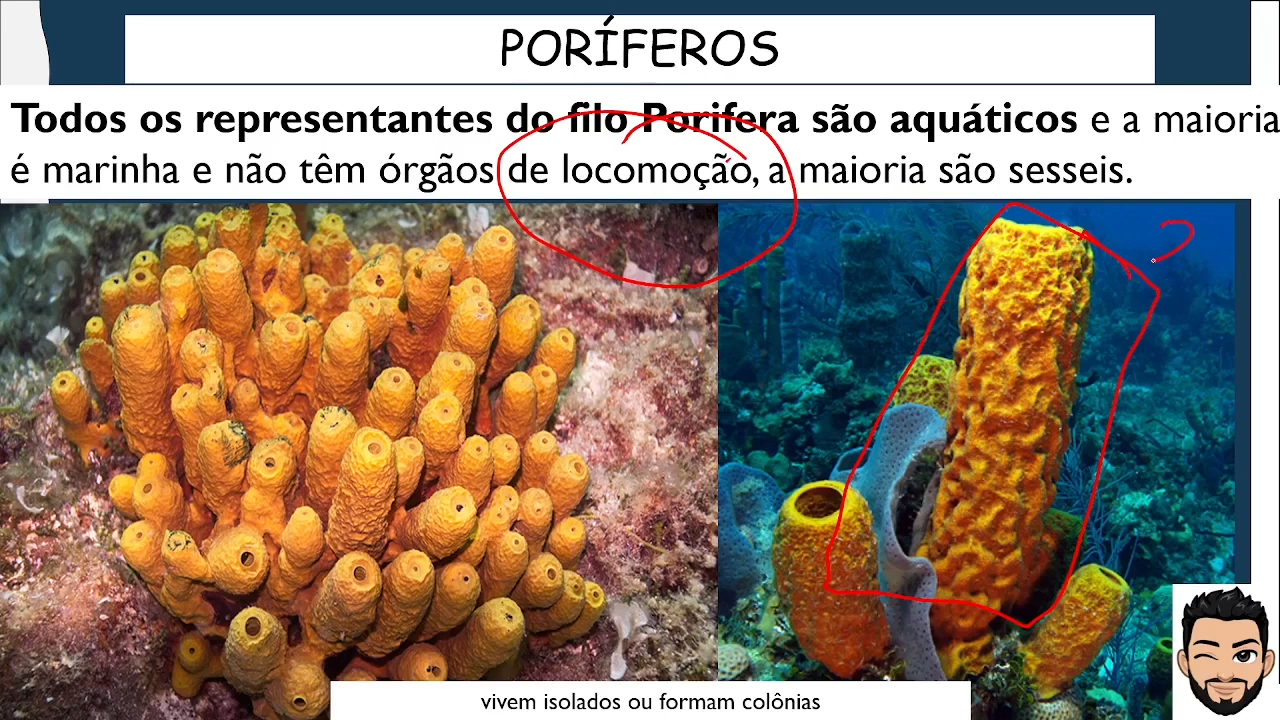 PORÍFEROS
Todos os representantes do filo Porifera são aquáticos e a maioria
é marinha e não têm órgãos de locomoção, a maioria são sesseis.
vivem isolados ou formam colônias